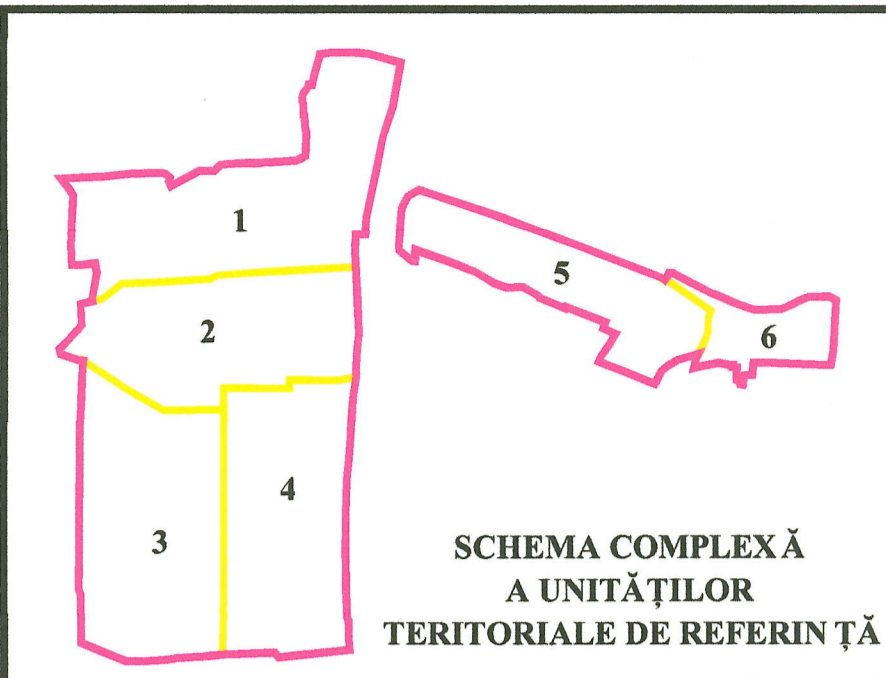 1
5
2
6
4
3
SCHEMA COMPLEXĂ
A UNITĂȚILOR
TERITORIALE DE REFERINȚĂ